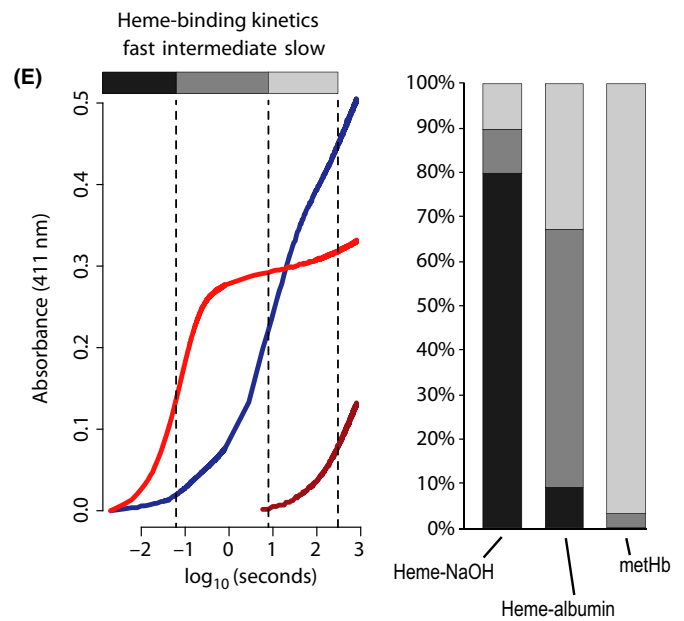 Heme-binding kinetics
fast intermediate slow
(E)
0.5
0.4
0.3
0.2
0.1
0.0
Absorbance (411 nm)
−2 −1 0 1 2 3
log10 (seconds)
100%
90%
80%
70%
60%
50%
40%
30%
20%
10%
0%
Heme-NaOH
Heme-albumin
metHb